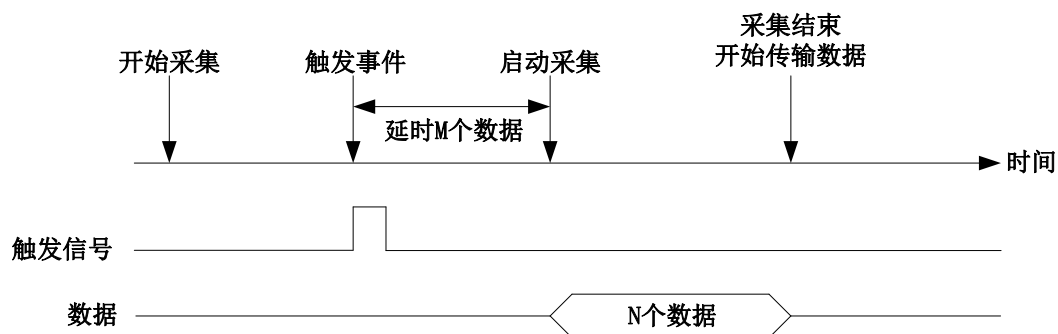 采集结束
开始传输数据
开始采集
触发事件
启动采集
延时M个数据
时间
触发信号
数据
N个数据